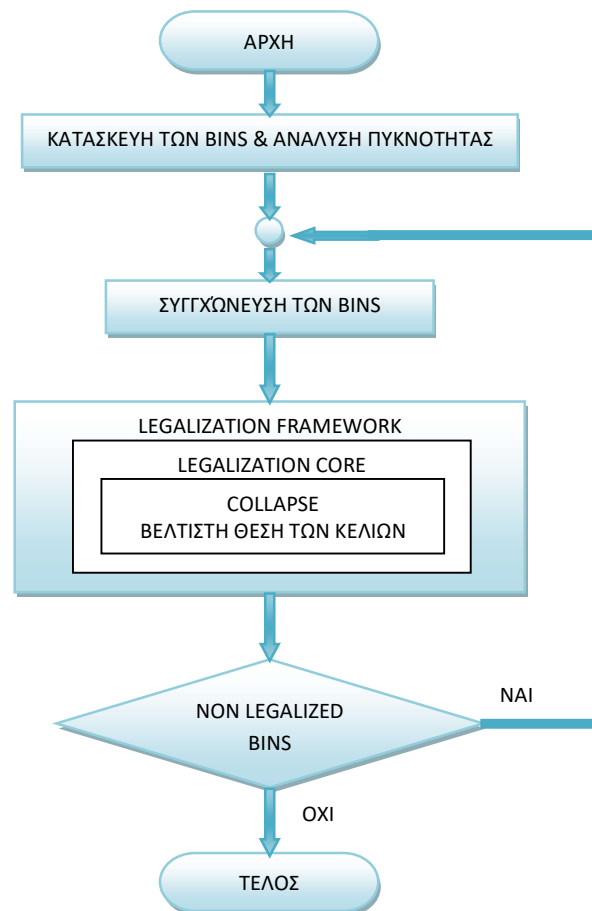 ΑΡΧΗ
ΚΑΤΑΣΚΕΥΗ ΤΩΝ BINS & ΑΝΑΛΥΣΗ ΠΥΚΝΟΤΗΤΑΣ
ΣΥΓΓΧΏΝΕΥΣΗ ΤΩΝ BINS
LEGALIZATION FRAMEWORK
LEGALIZATION CORE
COLLAPSE
ΒΕΛΤΙΣΤΗ ΘΕΣΗ ΤΩΝ ΚΕΛΙΩΝ
NON LEGALIZED
BINS
ΝΑΙ
ΟΧΙ
ΤΕΛΟΣ